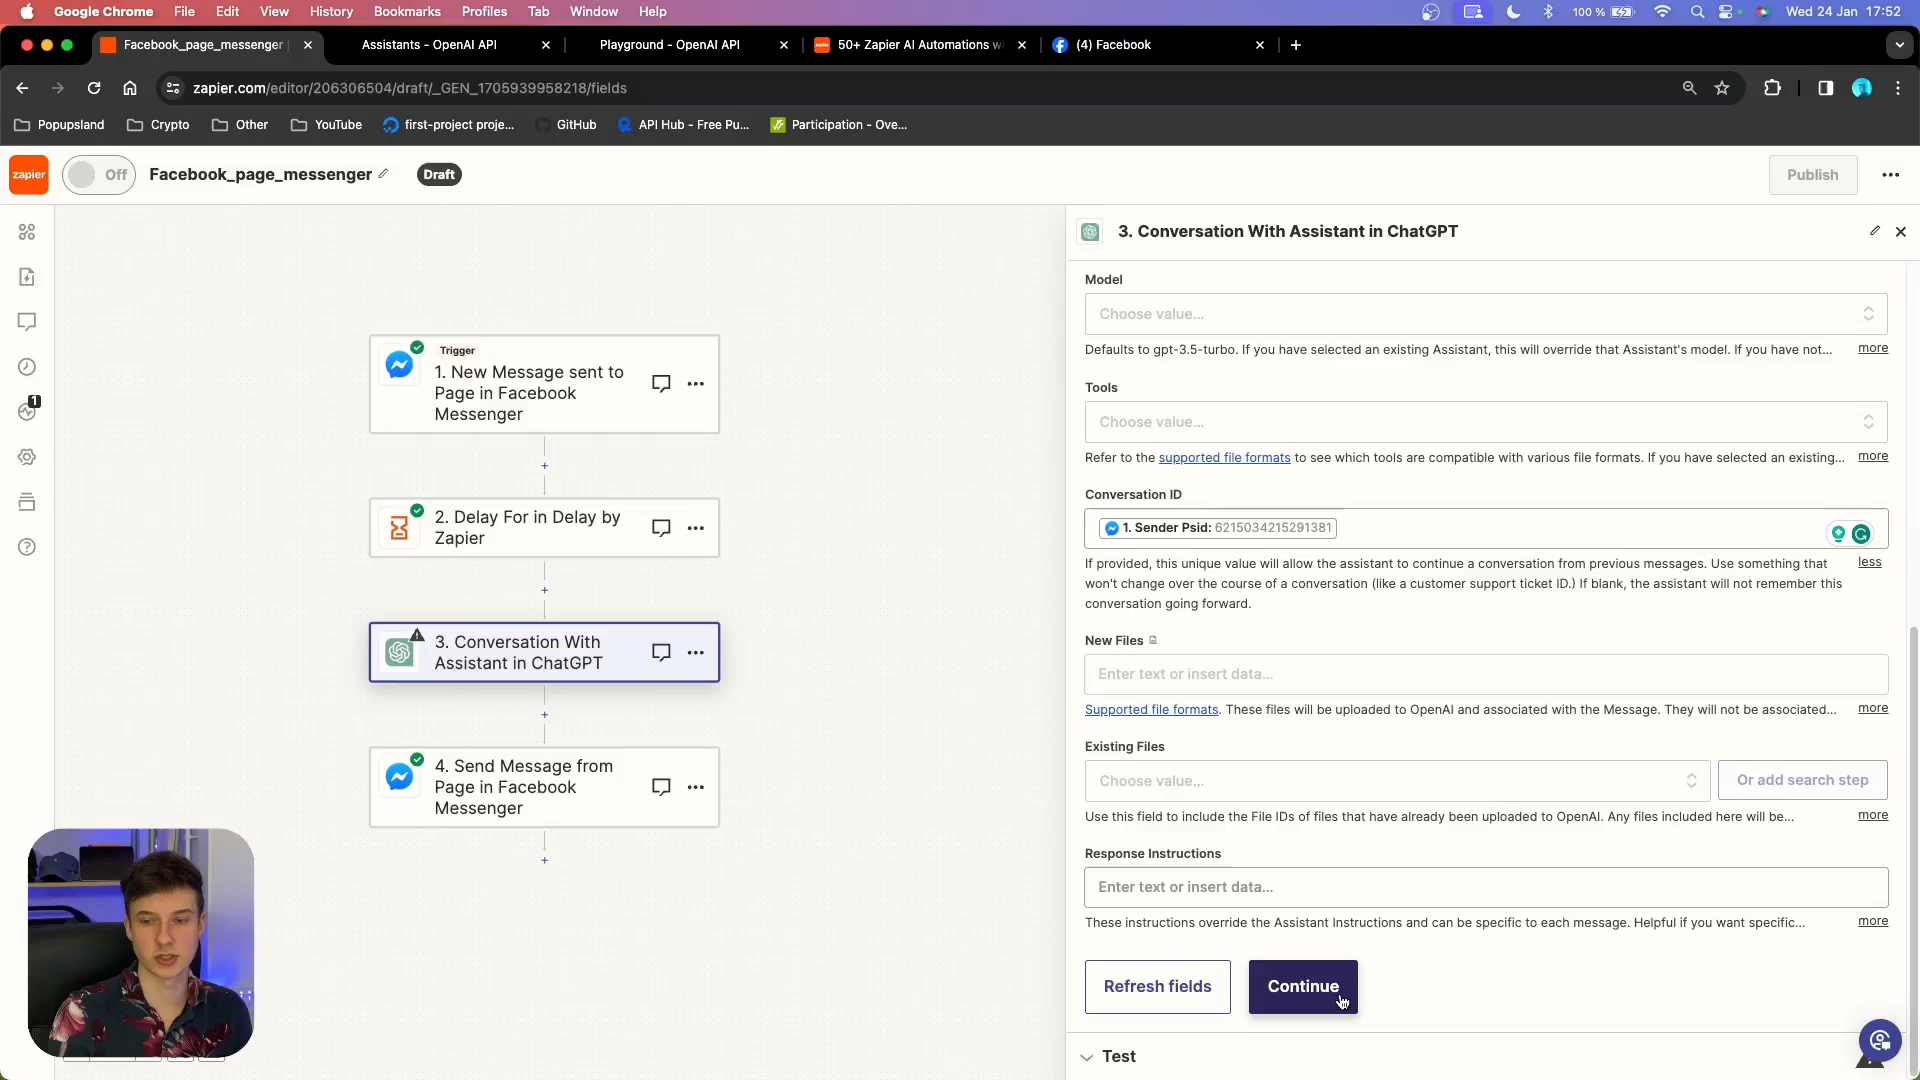 Google Chrome File Edit View History Bookmarks Profiles Tab Window Help 100 % Wed 24 Jan 17:52
Facebook_page_messenger Assistants - OpenAI API Playground - OpenAI API 50+ Zapier AI Automations wi (4) Facebook
zapier.com/editor/206306504/draft/_GEN_1705939958218/fields
Popupsland Crypto Other YouTube first-project proje... GitHub API Hub - Free Pu... Participation - Ove...
zapier Off Facebook_page_messenger Draft Publish
1
Trigger
1. New Message sent to
Page in Facebook
Messenger
2. Delay For in Delay by
Zapier
3. Conversation With
Assistant in ChatGPT
4. Send Message from
Page in Facebook
Messenger
3. Conversation With Assistant in ChatGPT
Model
Choose value...
Defaults to gpt-3.5-turbo. If you have selected an existing Assistant, this will override that Assistant's model. If you have not... more
Tools
Choose value...
Refer to the supported file formats to see which tools are compatible with various file formats. If you have selected an existing... more
Conversation ID
1. Sender Psid: 6215034215291381
If provided, this unique value will allow the assistant to continue a conversation from previous messages. Use something that less
won't change over the course of a conversation (like a customer support ticket ID.) If blank, the assistant will not remember this
conversation going forward.
New Files
Enter text or insert data...
Supported file formats. These files will be uploaded to OpenAI and associated with the Message. They will not be associated... more
Existing Files
Choose value... Or add search step
Use this field to include the File IDs of files that have already been uploaded to OpenAI. Any files included here will be... more
Response Instructions
Enter text or insert data...
These instructions override the Assistant Instructions and can be specific to each message. Helpful if you want specific... more
Refresh fields Continue
Test